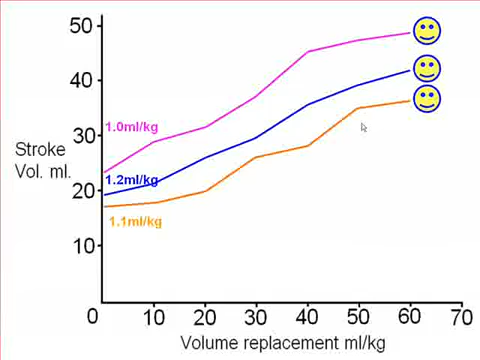 50
40
30
20
10
1.0ml/kg
Stroke
Vol. ml.
1.2ml/kg
1.1ml/kg
0 10 20 30 40 50 60 70
Volume replacement ml/kg